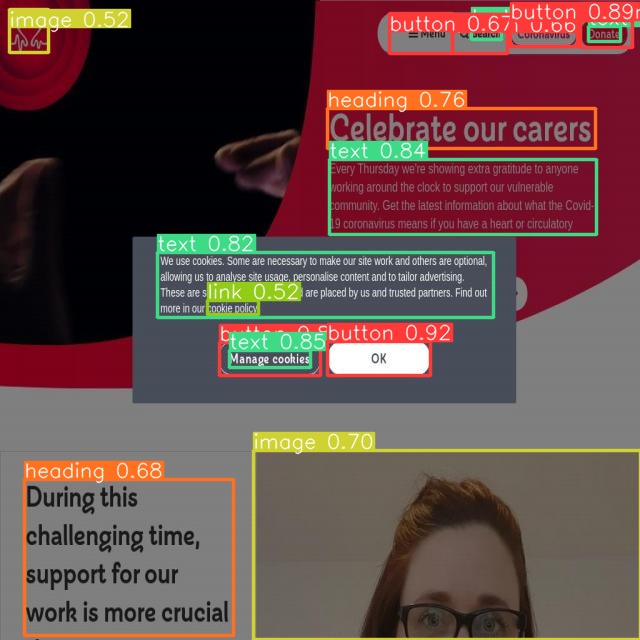 image 0.52
button 0.67
0.66
button 0.89
Menu
Search
Coronavirus
Donate
heading 0.76
Celebrate our carers
text 0.84
Every Thursday we're showing extra gratitude to anyone
working around the clock to support our vulnerable
community. Get the latest information about what the Covid-
19 coronavirus means if you have a heart or circulatory
text 0.82
We use cookies. Some are necessary to make our site work and others are optional,
allowing us to analyse site usage, personalise content and to tailor advertising.
These are
link 0.52
are placed by us and trusted partners. Find out
more in our cookie policy
button
button 0.92
text 0.85
Manage cookies
OK
image 0.70
heading 0.68
During this
challenging time,
support for our
work is more crucial